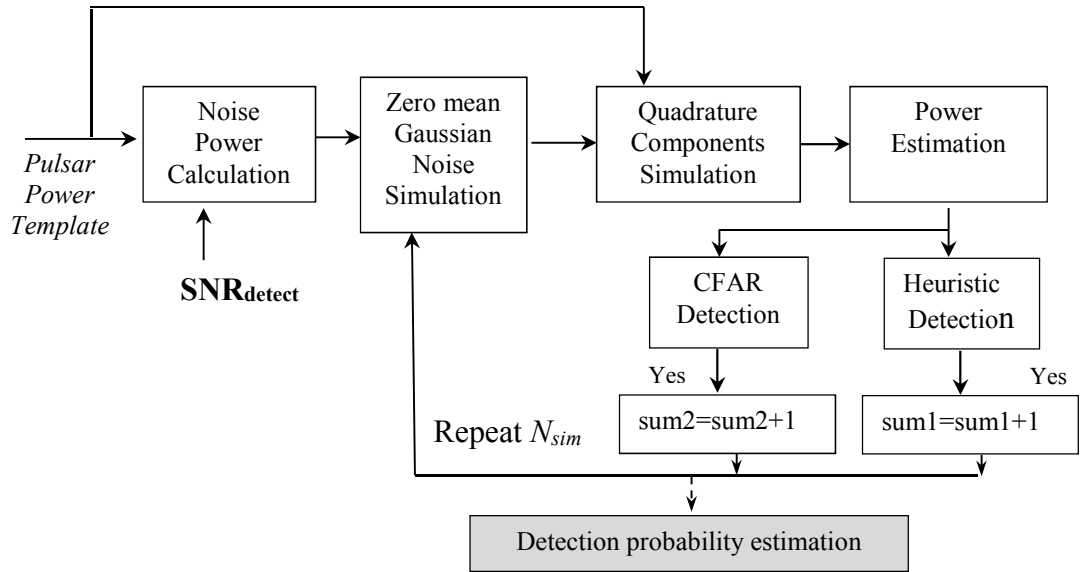 Pulsar
Power
Template
Noise
Power
Calculation
SNRdetect
Zero mean
Gaussian
Noise
Simulation
Quadrature
Components
Simulation
Power
Estimation
CFAR
Detection
Heuristic
Detection
Yes
Yes
sum2=sum2+1
sum1=sum1+1
Repeat Nsim
Detection probability estimation